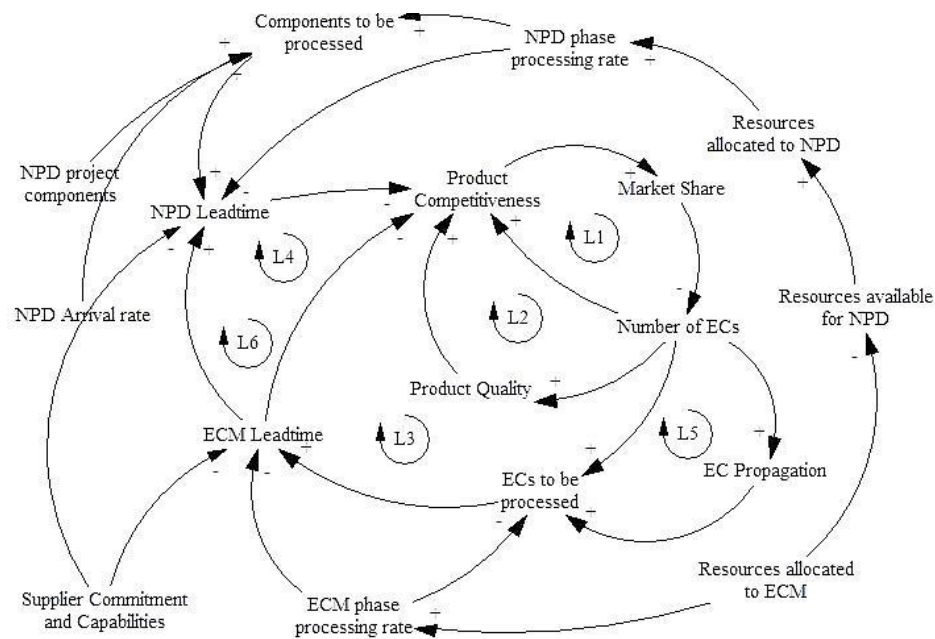 Components to be
processed
NPD phase
processing rate
+
+
+
+
+
Resources
allocated to NPD
NPD project
components
+
-
NPD Leadtime
Product
Competitiveness
-
+
Market Share
+
-
+
-
+
+
L1
L4
Resources available
for NPD
-
NPD Arrival rate
L6
L2
Number of ECs
-
Product Quality
+
ECM Leadtime
+
L3
L5
+
-
-
+
EC Propagation
ECs to be
processed
-
+
Resources allocated
to ECM
Supplier Commitment
and Capabilities
ECM phase
processing rate
+